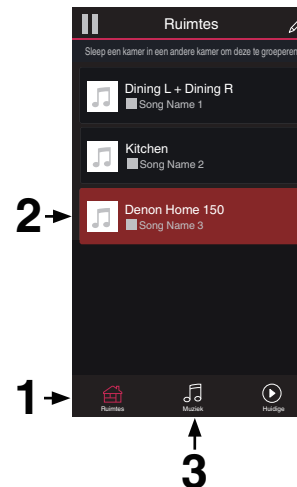 Ruimtes
Sleep een kamer in een andere kamer om deze te groeperen
Dining L + Dining R
Song Name 1
Kitchen
Song Name 2
2
Denon Home 150
Song Name 3
1
Ruimtes
Muziek
Huidige
3